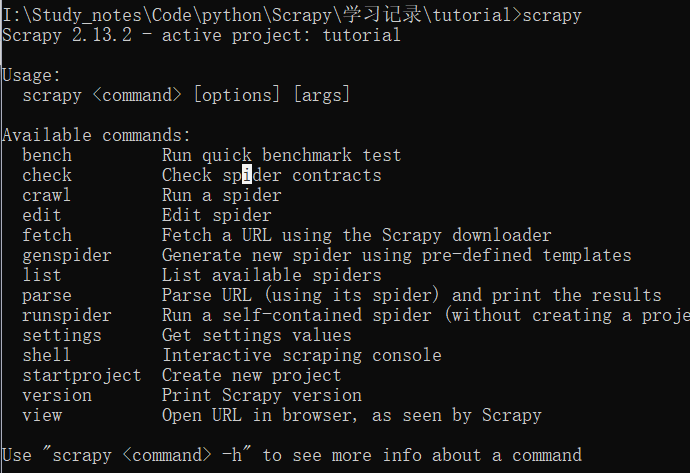 I:\Study_notes\Code\python\Scrapy\学习记录\tutorial>scrapy
Scrapy 2.13.2 - active project: tutorial
Usage:
  scrapy <command> [options] [args]
Available commands:
  bench         Run quick benchmark test
  check         Check spider contracts
  crawl         Run a spider
  edit          Edit spider
  fetch         Fetch a URL using the Scrapy downloader
  genspider     Generate new spider using pre-defined templates
  list          List available spiders
  parse         Parse URL (using its spider) and print the results
  runspider     Run a self-contained spider (without creating a proje
  settings      Get settings values
  shell         Interactive scraping console
  startproject  Create new project
  version       Print Scrapy version
  view          Open URL in browser, as seen by Scrapy
Use "scrapy <command> -h" to see more info about a command